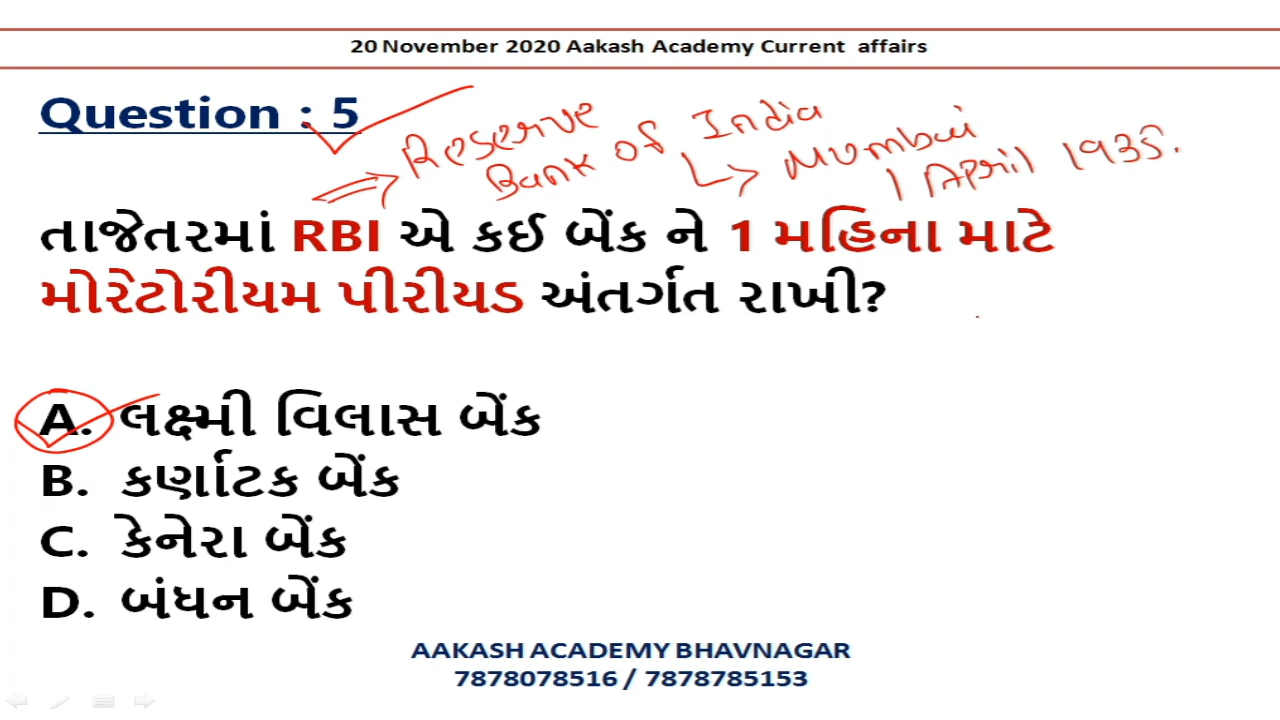 20 November 2020 Aakash Academy Current affairs
Question : 5
Reserve
Bank of India
Mumbai
1 April 1935.
તાજેતરમાં RBI એ કઈ બેંક ને 1 મહિના માટે
મોરેટોરીયમ પીરીયડ અંતર્ગત રાખી?
A. લક્ષ્મી વિલાસ બેંક
B. કર્ણાટક બેંક
C. કેનેરા બેંક
D. બંધન બેંક
AAKASH ACADEMY BHAVNAGAR
7878078516 / 7878785153